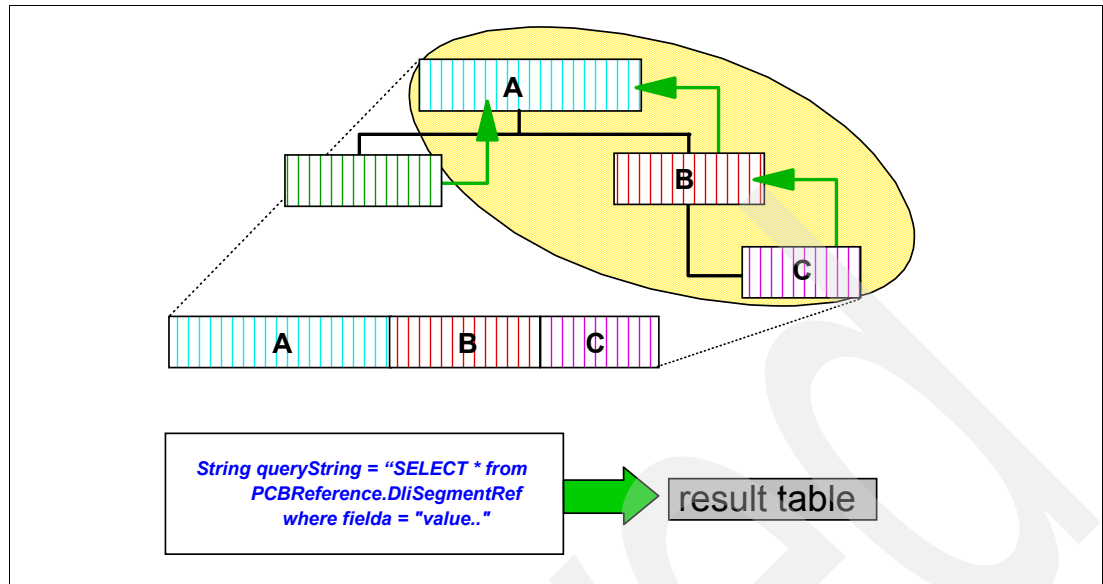 A
B
C
A B C
String queryString = “SELECT * from
PCBReference.DliSegmentRef
where fielda = "value.."
result table